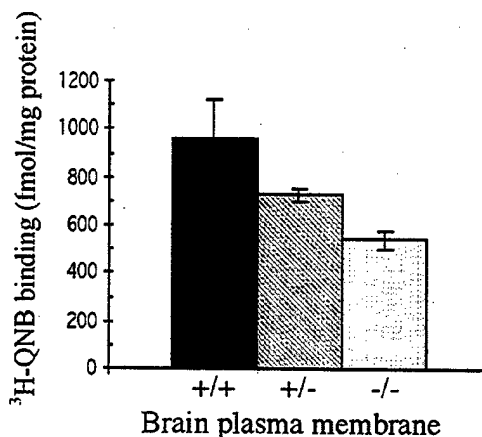 ³H-QNB binding (fmol/mg protein)
1200
1000
800
600
400
200
0
+/+ +/- -/-
Brain plasma membrane